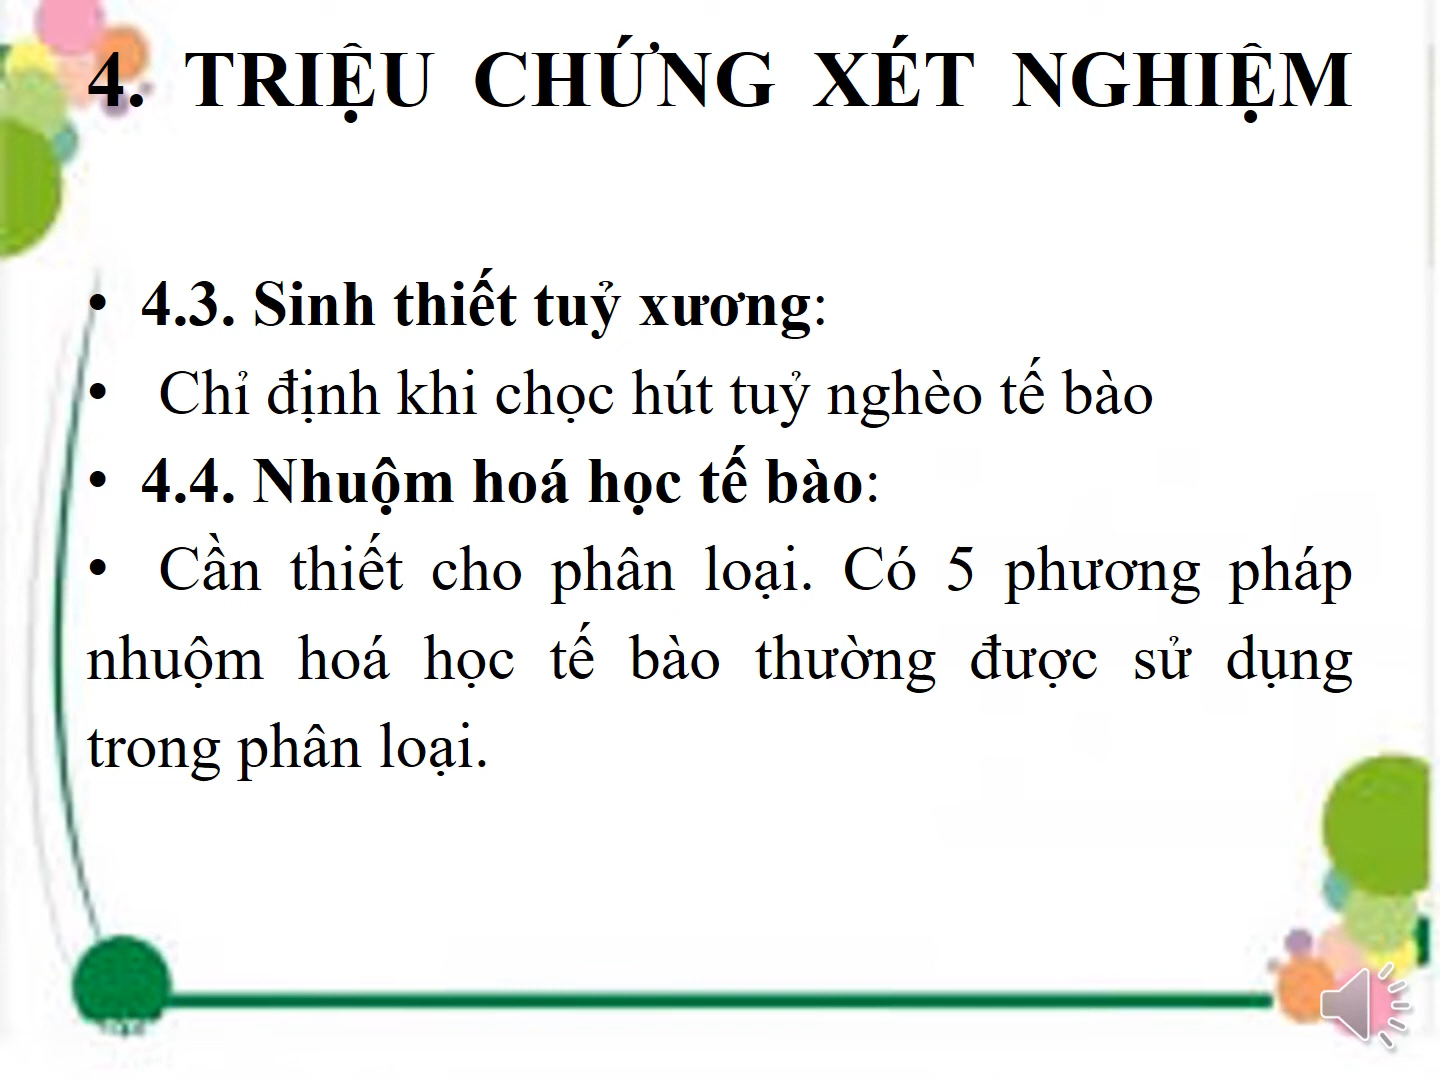 4. TRIỆU CHỨNG XÉT NGHIỆM
• 4.3. Sinh thiết tuỷ xương:
• Chỉ định khi chọc hút tuỷ nghèo tế bào
• 4.4. Nhuộm hoá học tế bào:
• Cần thiết cho phân loại. Có 5 phương pháp
nhuộm hoá học tế bào thường được sử dụng
trong phân loại.